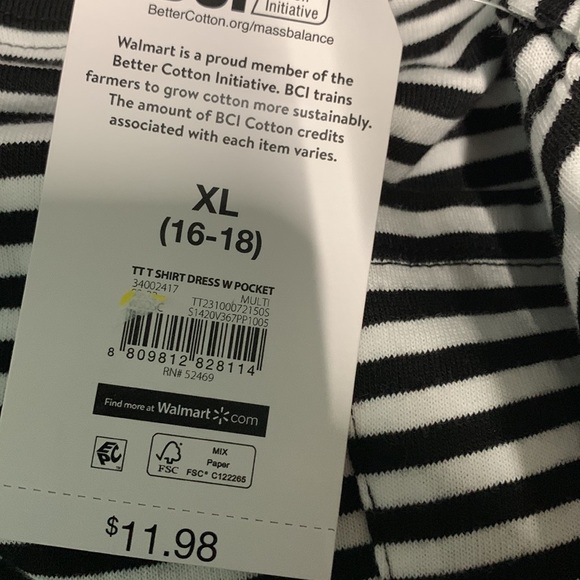 Initiative
BetterCotton.org/massbalance
Walmart is a proud member of the
Better Cotton Initiative. BCI trains
farmers to grow cotton more sustainably.
The amount of BCI Cotton credits
associated with each item varies.
XL
(16-18)
TT T SHIRT DRESS W POCKET
34002417 MULTI
TT23100D72150S
S1420V367PP100S
8 809812 828114
RN# 52469
Find more at Walmart.com
EPC TM
FSC
MIX
Paper
FSC® C122265
$11.98